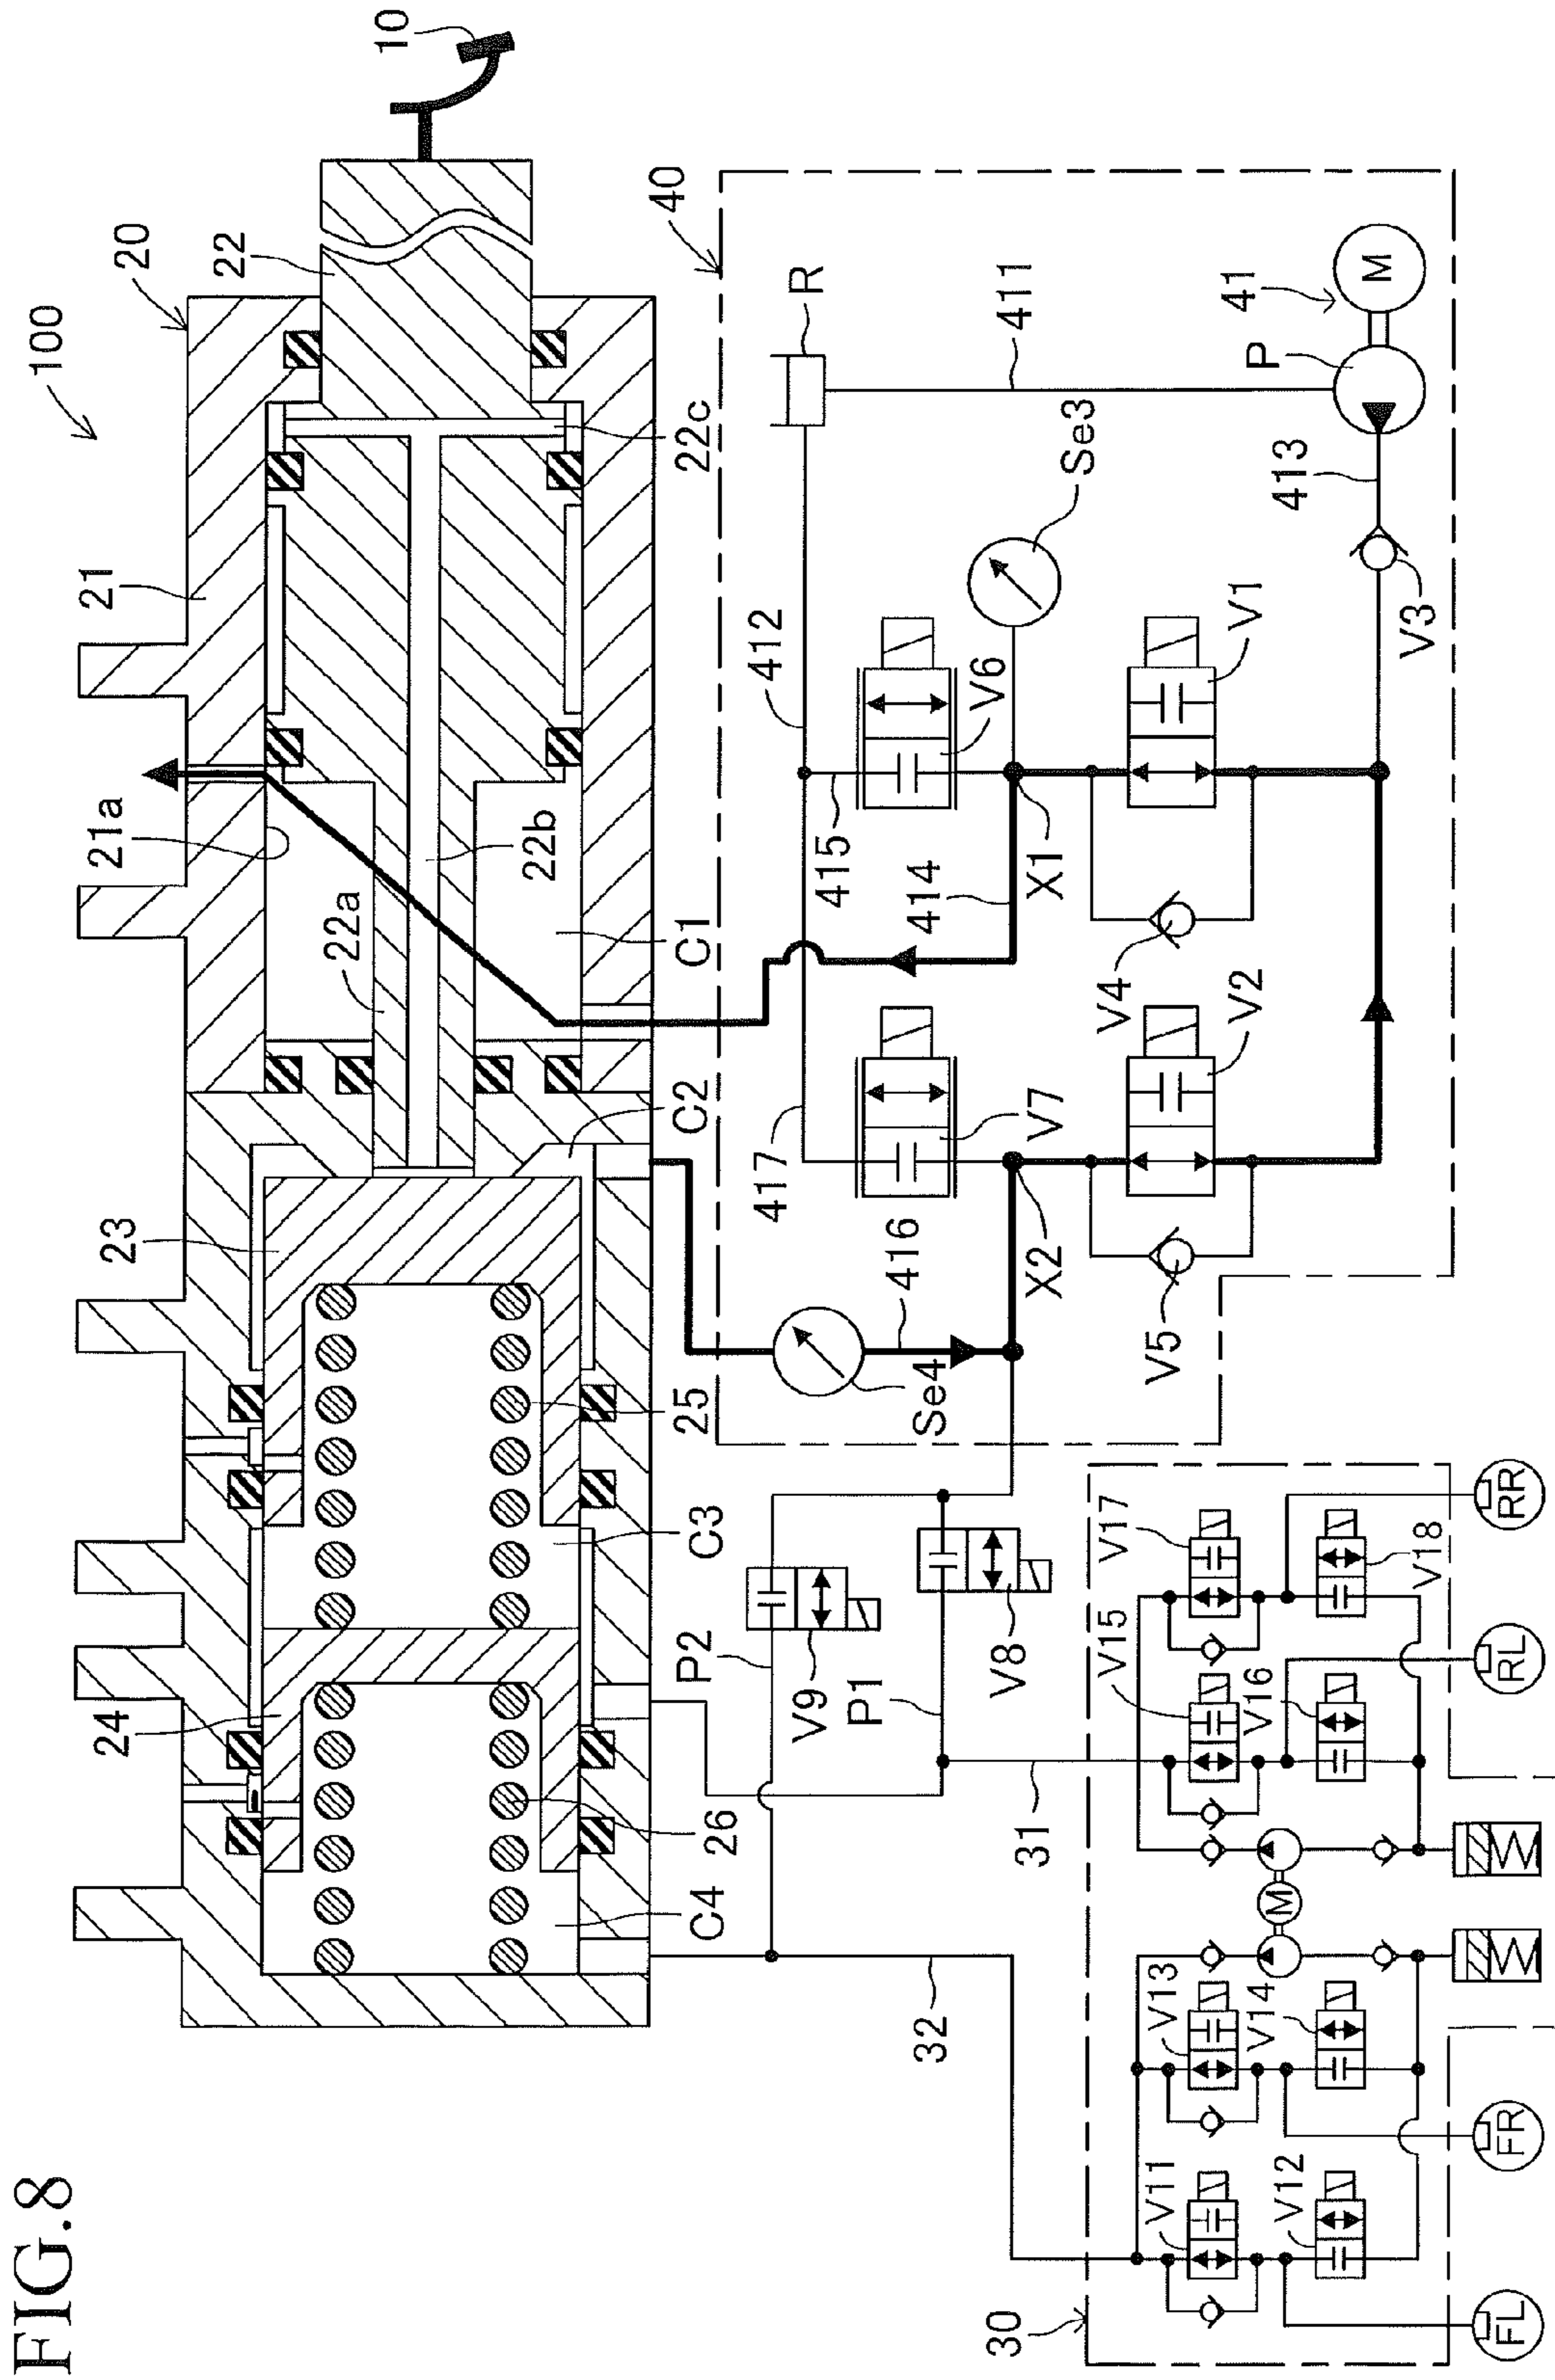 FIG.8
100
20
22
10
21
21a
22a
22b
22c
C1
C2
23
25
C3
24
26
C4
40
R
411
412
Se3
41
M
P
413
V3
V6
V1
415
414
X1
V4
V2
V7
417
416
X2
V5
Se4
P2
V9
P1
V8
31
32
30
V17
V18
V15
V16
RR
RL
M
V13
V14
V11
V12
FR
FL